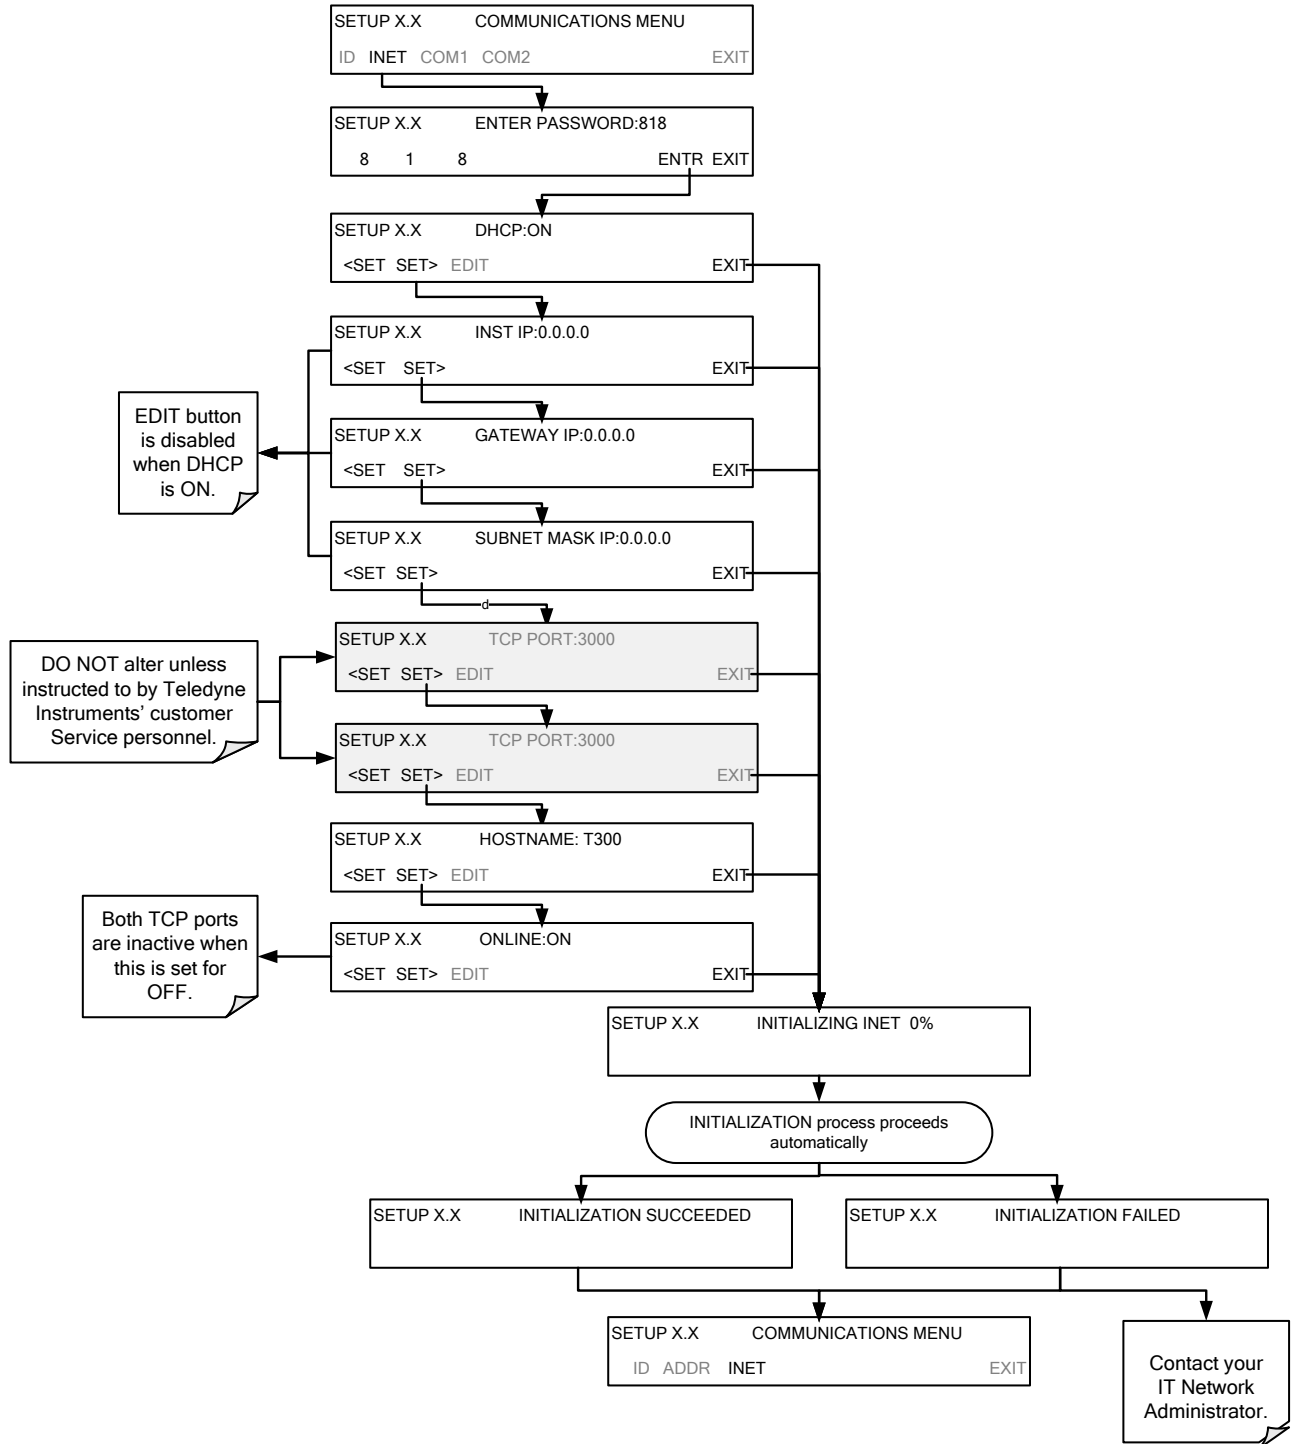 SETUP X.X COMMUNICATIONS MENU
ID INET COM1 COM2 EXIT
SETUP X.X ENTER PASSWORD:818
8 1 8 ENTR EXIT
SETUP X.X DHCP:ON
<SET SET> EDIT EXIT
SETUP X.X INST IP:0.0.0.0
<SET SET> EXIT
EDIT button
is disabled
when DHCP
is ON.
SETUP X.X GATEWAY IP:0.0.0.0
<SET SET> EXIT
SETUP X.X SUBNET MASK IP:0.0.0.0
<SET SET> EXIT
d
SETUP X.X TCP PORT:3000
<SET SET> EDIT EXIT
DO NOT alter unless
instructed to by Teledyne
Instruments’ customer
Service personnel.
SETUP X.X TCP PORT:3000
<SET SET> EDIT EXIT
SETUP X.X HOSTNAME: T300
<SET SET> EDIT EXIT
Both TCP ports
are inactive when
this is set for
OFF.
SETUP X.X ONLINE:ON
<SET SET> EDIT EXIT
SETUP X.X INITIALIZING INET 0%
INITIALIZATION process proceeds
automatically
SETUP X.X INITIALIZATION SUCCEEDED
SETUP X.X INITIALIZATION FAILED
SETUP X.X COMMUNICATIONS MENU
ID ADDR INET EXIT
Contact your
IT Network
Administrator.